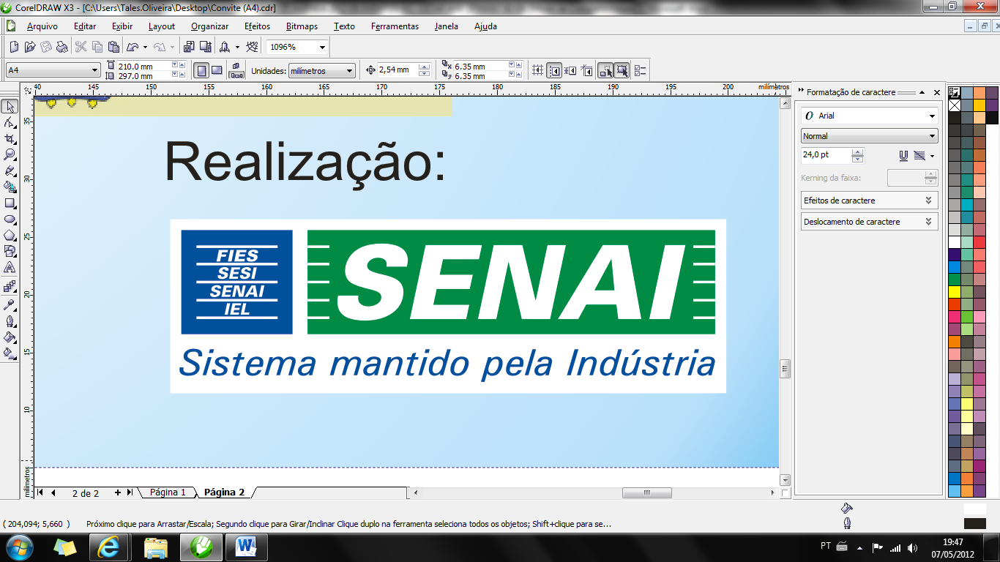 CorelDRAW X3 - [C:\Users\Tales.Oliveira\Desktop\Convite (A4).cdr]
Arquivo Editar Exibir Layout Organizar Efeitos Bitmaps Texto Ferramentas Janela Ajuda
1096%
A4 210.0 mm 297.0 mm Unidades: milímetros 2,54 mm x 6.35 mm y 6.35 mm
40 145 150 155 160 165 170 175 180 185 190 195 200 milímetros
35
30
25
20
15
10
milímetros
Realização:
FIES
SESI
SENAI
IEL
SENAI
Sistema mantido pela Indústria
Formatação de caractere
O Arial
Normal
24,0 pt U
Kerning da faixa:
Efeitos de caractere
Deslocamento de caractere
2 de 2 Página 1 Página 2
( 204,094; 5,660 ) Próximo clique para Arrastar/Escala; Segundo clique para Girar/Inclinar Clique duplo na ferramenta seleciona todos os objetos; Shift+clique para se...
PT 19:47
07/05/2012